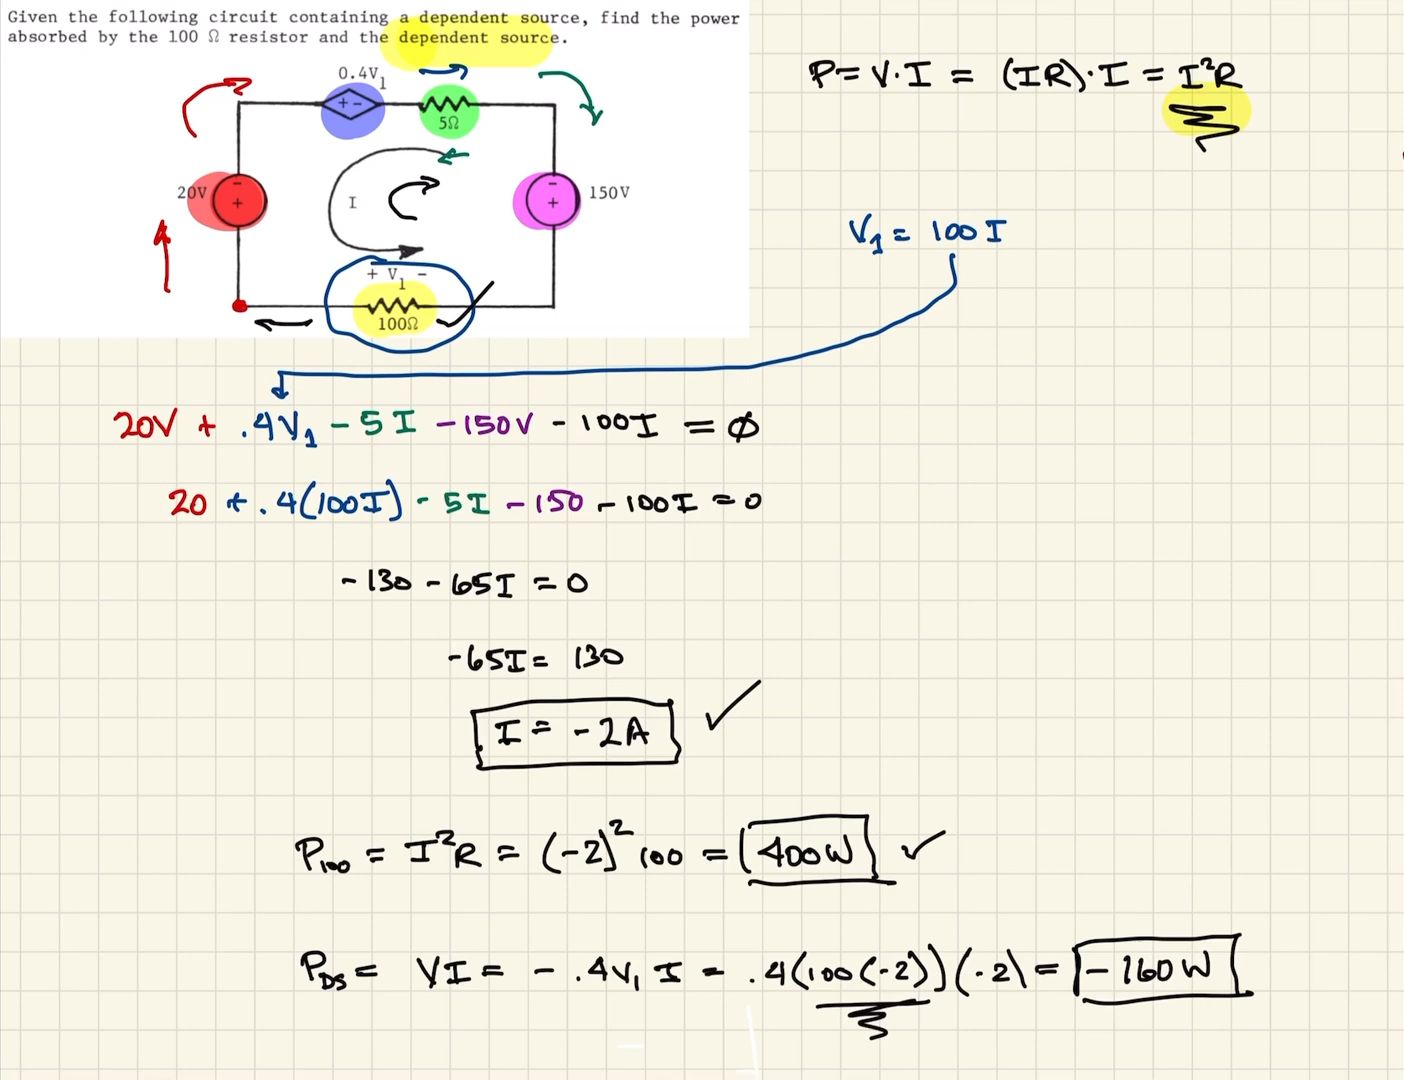 Given the following circuit containing a dependent source, find the power
absorbed by the 100 Ω resistor and the dependent source.
0.4V₁
+ -
5Ω
20V
-
+
I
-
+
150V
+ V₁ -
100Ω
P = V·I = (IR)·I = I²R
V₁ = 100I
20V + .4V₁ - 5I - 150V - 100I = ∅
20 + .4(100I) - 5I - 150 - 100I = 0
-130 - 65I = 0
-65I = 130
I = -2A ✓
P₁₀₀ = I²R = (-2)² 100 = 400W ✓
P_DS = VI = - .4V₁ I = .4(100(-2))(-2) = -160W